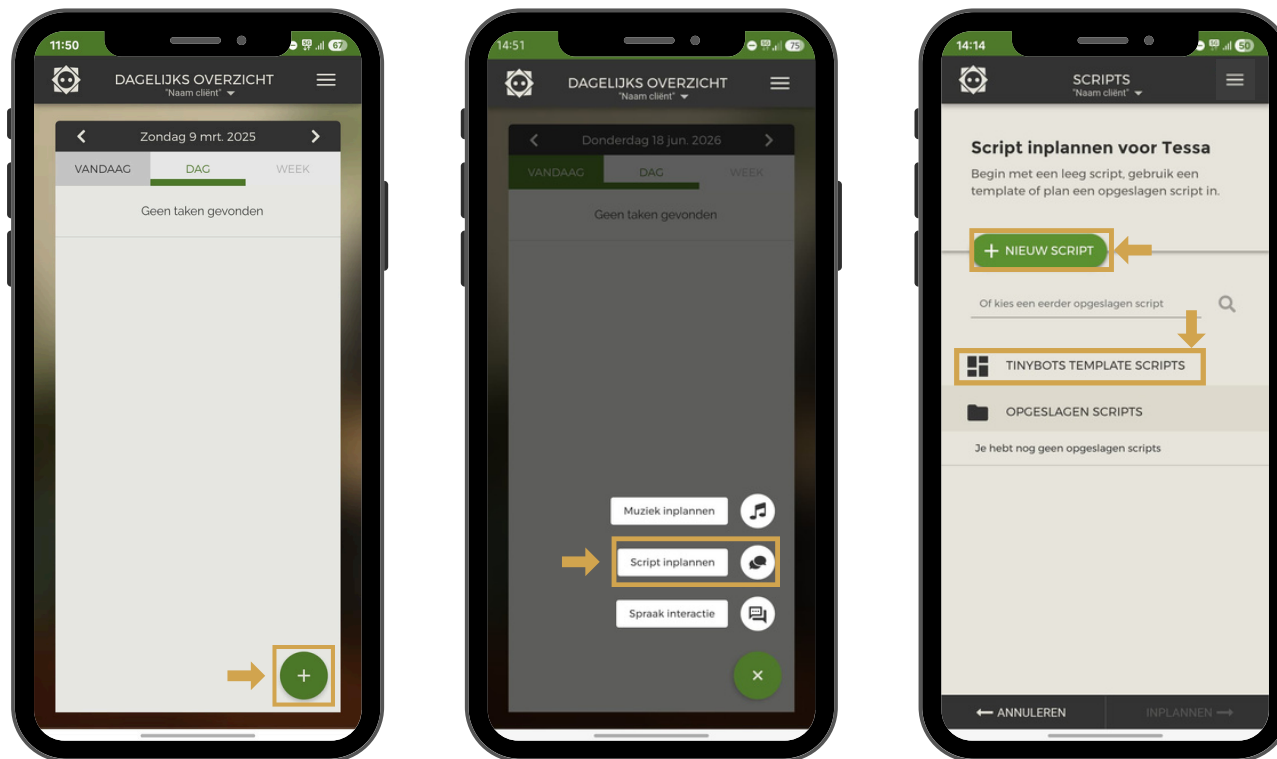 11:50
67
DAGELIJKS OVERZICHT
"Naam cliënt"
Zondag 9 mrt. 2025
VANDAAG DAG WEEK
Geen taken gevonden
+
14:51
75
DAGELIJKS OVERZICHT
"Naam cliënt"
Donderdag 18 jun. 2026
VANDAAG DAG WEEK
Geen taken gevonden
Muziek inplannen
Script inplannen
Spraak interactie
×
14:14
50
SCRIPTS
"Naam cliënt"
Script inplannen voor Tessa
Begin met een leeg script, gebruik een
template of plan een opgeslagen script in.
+ NIEUW SCRIPT
Of kies een eerder opgeslagen script
TINYBOTS TEMPLATE SCRIPTS
OPGESLAGEN SCRIPTS
Je hebt nog geen opgeslagen scripts
ANNULEREN INPLANNEN